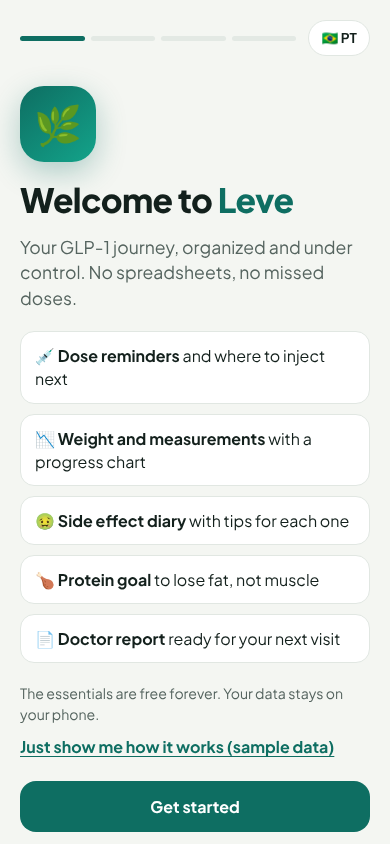 🇧🇷 PT
Welcome to Leve
Your GLP-1 journey, organized and under
control. No spreadsheets, no missed
doses.
💉 Dose reminders and where to inject
next
📉 Weight and measurements with a
progress chart
🤢 Side effect diary with tips for each one
🍗 Protein goal to lose fat, not muscle
📄 Doctor report ready for your next visit
The essentials are free forever. Your data stays on
your phone.
Just show me how it works (sample data)
Get started